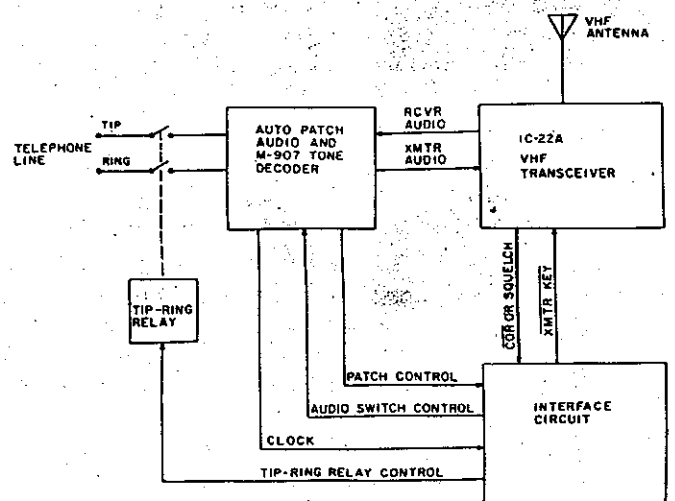 VHF
ANTENNA
TIP
TELEPHONE
LINE
RING
AUTO PATCH
AUDIO AND
M-907 TONE
DECODER
RCVR
AUDIO
XMTR
AUDIO
IC-22A
VHF
TRANSCEIVER
TIP-RING
RELAY
COR OR SQUELCH
XMTR KEY
PATCH CONTROL
AUDIO SWITCH CONTROL
CLOCK
TIP-RING RELAY CONTROL
INTERFACE
CIRCUIT